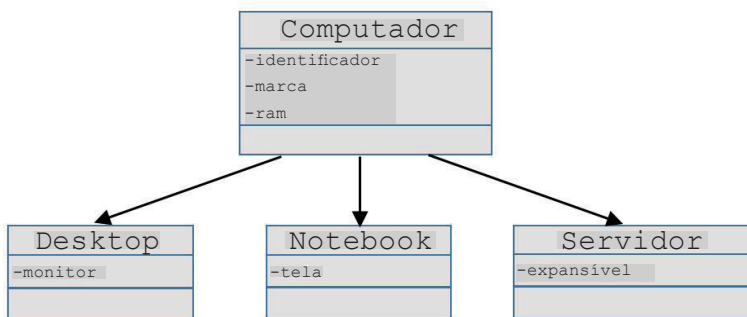 Computador
-identificador
-marca
-ram
Desktop
-monitor
Notebook
-tela
Servidor
-expansível